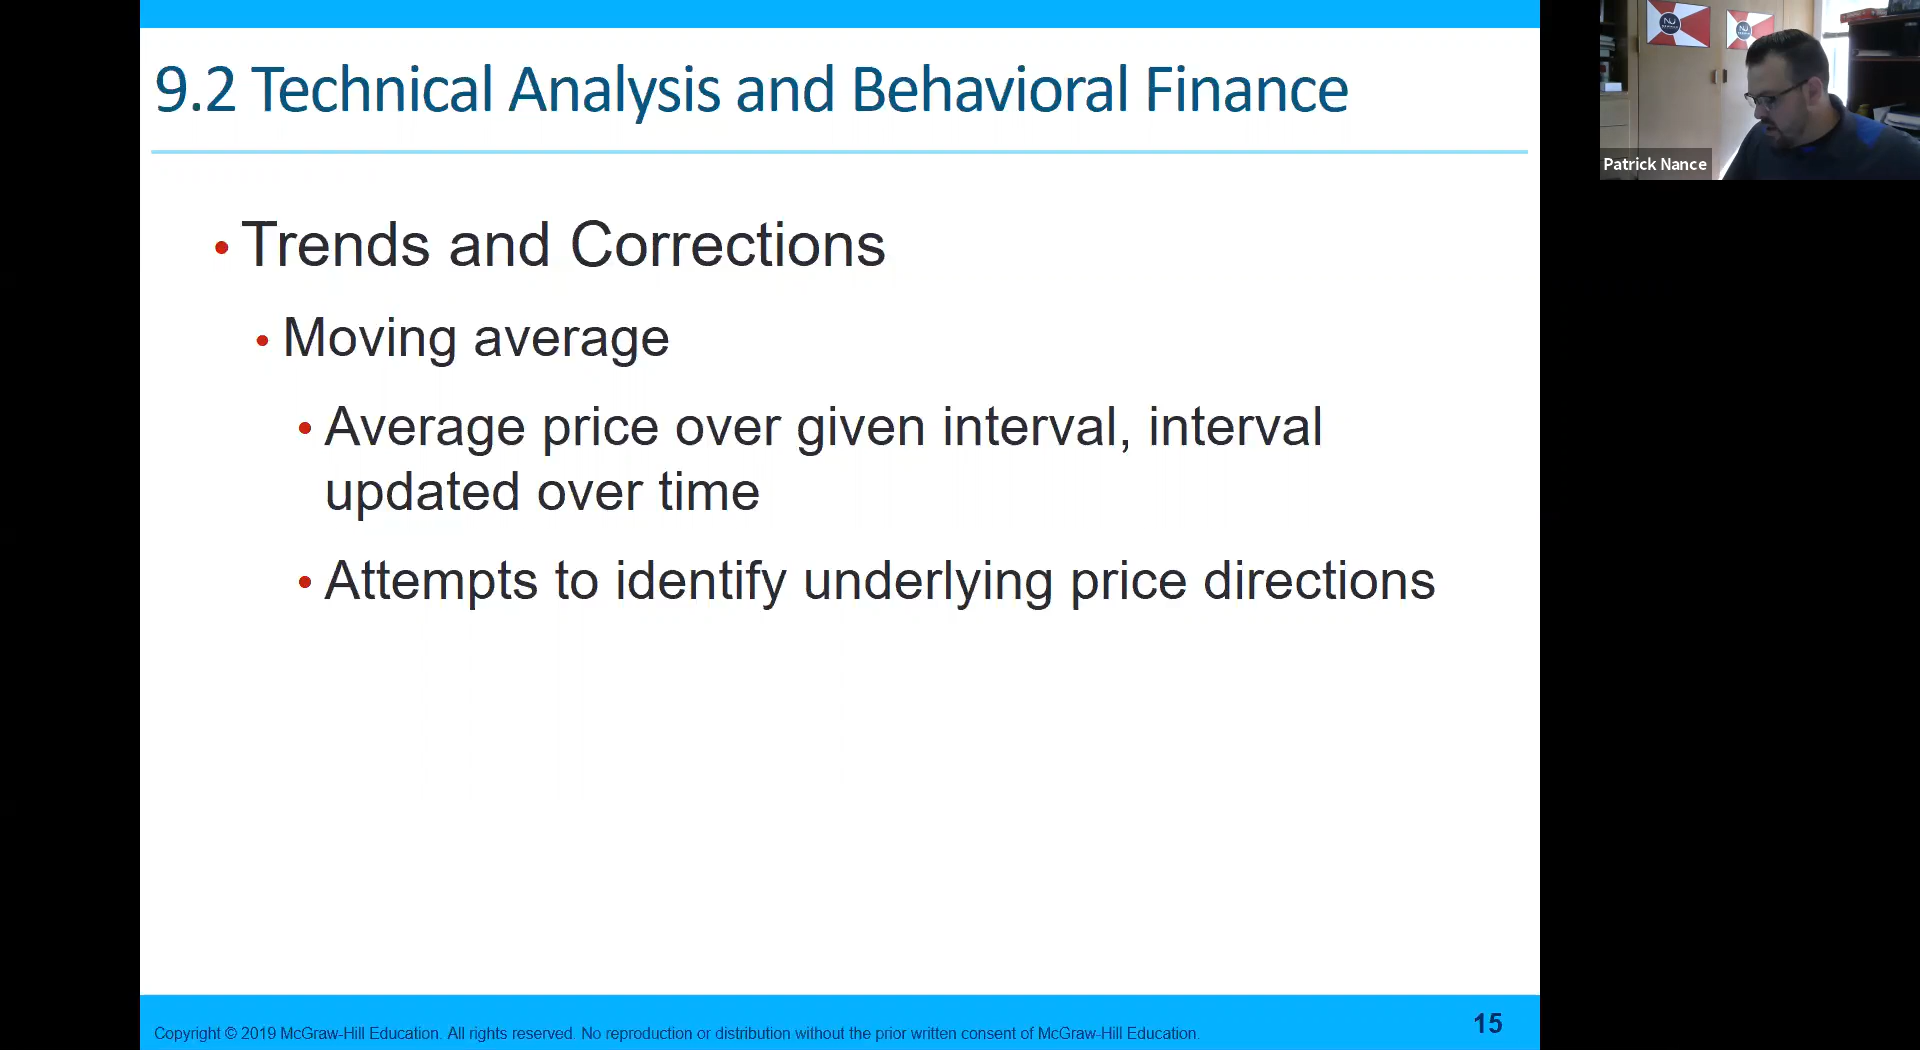 9.2 Technical Analysis and Behavioral Finance
• Trends and Corrections
• Moving average
• Average price over given interval, interval
updated over time
• Attempts to identify underlying price directions
Copyright © 2019 McGraw-Hill Education. All rights reserved. No reproduction or distribution without the prior written consent of McGraw-Hill Education.
15
NU
NU
Patrick Nance